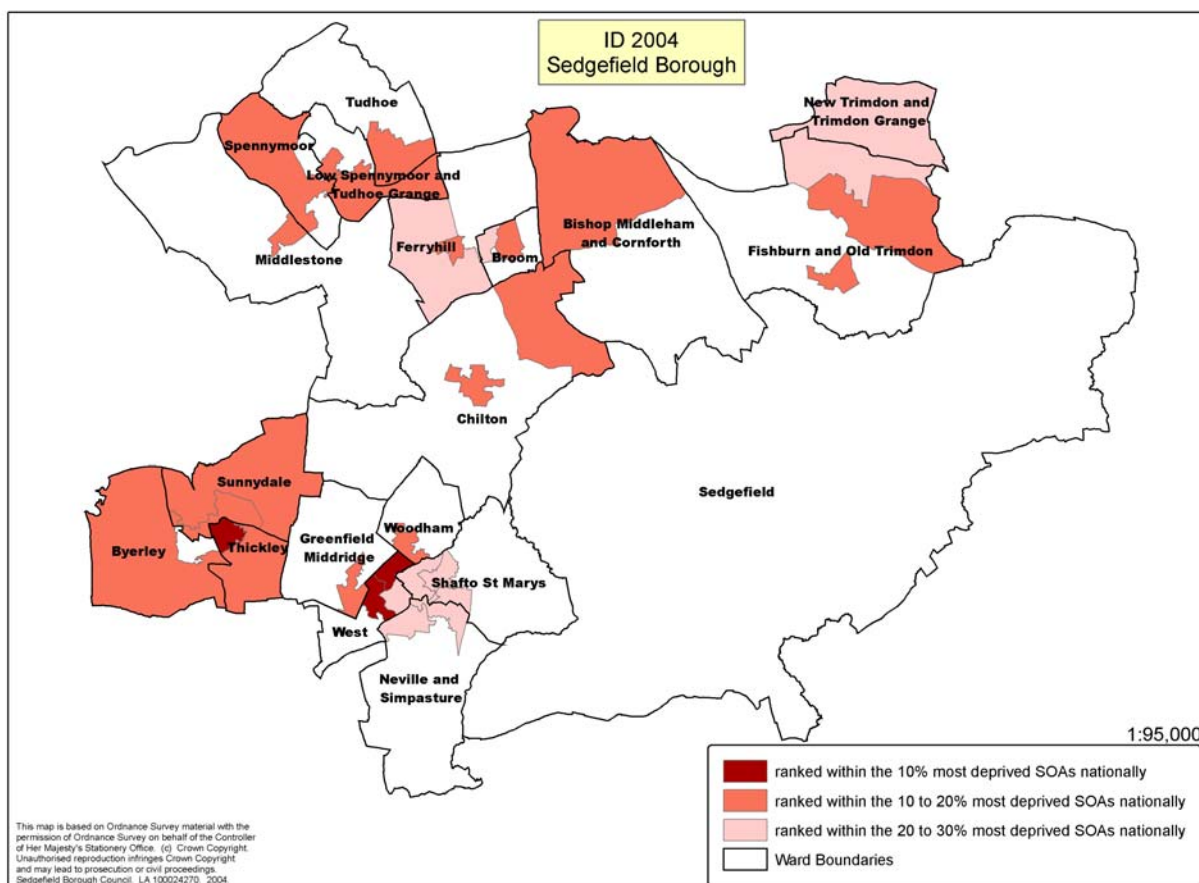 ID 2004
Sedgefield Borough
Tudhoe
New Trimdon and
Trimdon Grange
Spennymoor
Low Spennymoor and
Tudhoe Grange
Bishop Middleham
and Cornforth
Ferryhill
Broom
Middlestone
Fishburn and Old Trimdon
Chilton
Sunnydale
Sedgefield
Woodham
Greenfield
Middridge
Byerley
Thickley
Shafto St Marys
West
Neville and
Simpasture
1:95,000
ranked within the 10% most deprived SOAs nationally
ranked within the 10 to 20% most deprived SOAs nationally
ranked within the 20 to 30% most deprived SOAs nationally
Ward Boundaries
This map is based on Ordnance Survey material with the
permission of Ordnance Survey on behalf of the Controller
of Her Majesty's Stationery Office. (c) Crown Copyright.
Unauthorised reproduction infringes Crown Copyright
and may lead to prosecution or civil proceedings.
Sedgefield Borough Council. LA 100024270. 2004.